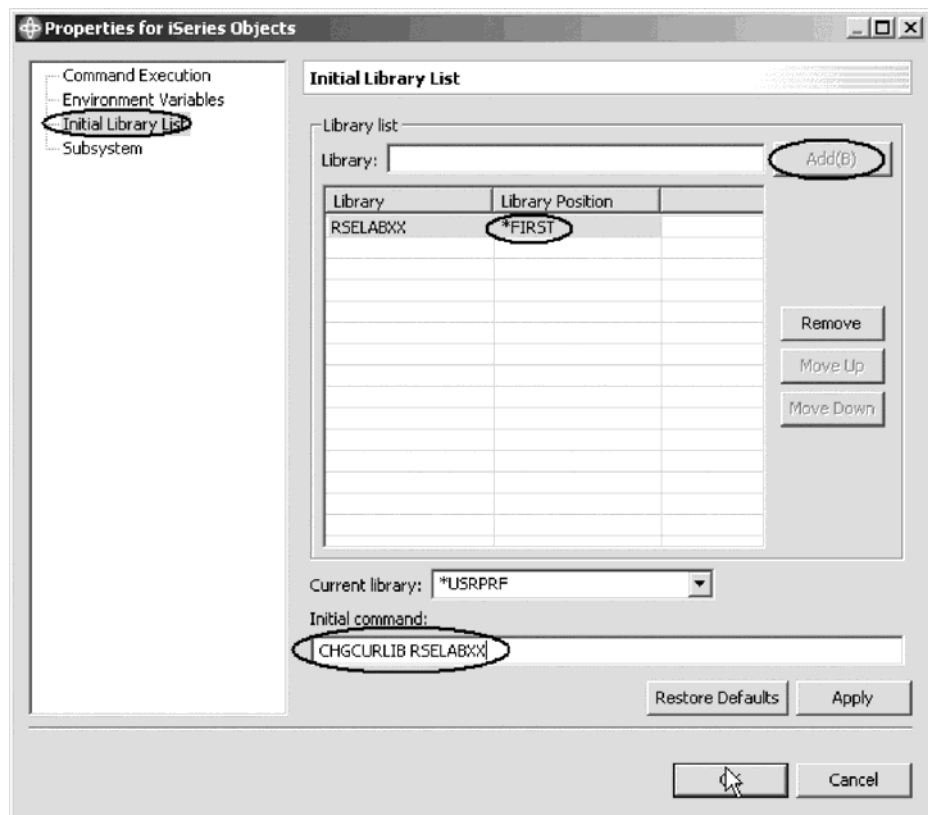 Properties for iSeries Objects
Command Execution
Environment Variables
Initial Library List
Subsystem
Initial Library List
Library list
Library:
Add(B)
Library Library Position
RSELABXX *FIRST
Remove
Move Up
Move Down
Current library: *USRPRF
Initial command:
CHGCURLIB RSELABXX
Restore Defaults Apply
Cancel